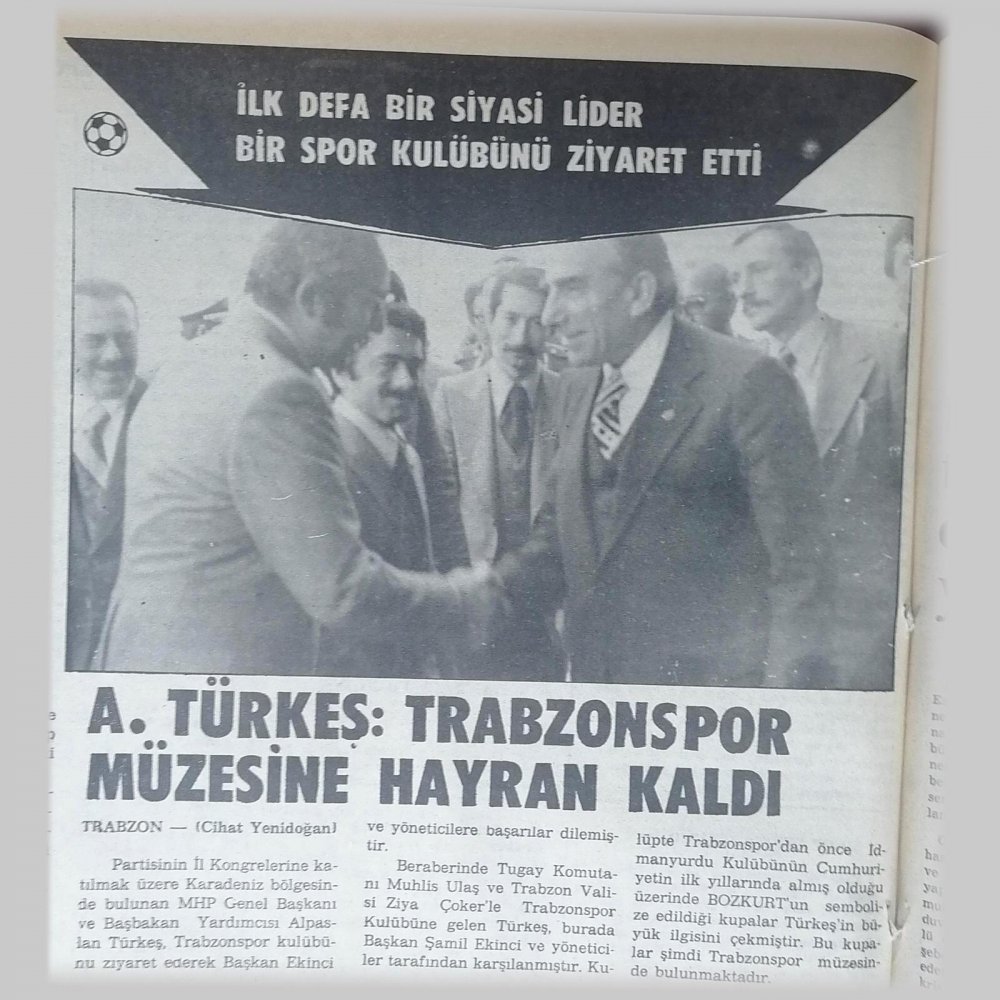 İLK DEFA BİR SİYASİ LİDER
BİR SPOR KULÜBÜNÜ ZİYARET ETTİ
A. TÜRKEŞ: TRABZONSPOR
MÜZESİNE HAYRAN KALDI
TRABZON — (Cihat Yenidoğan)
Partisinin İl Kongrelerine ka-
tılmak üzere Karadeniz bölgesin-
de bulunan MHP Genel Başkanı
ve Başbakan Yardımcısı Alpas-
lan Türkeş, Trabzonspor kulübü-
nu ziyaret ederek Başkan Ekinci
ve yöneticilere başarılar dilemiş-
tir.
Beraberinde Tugay Komuta-
nı Muhlis Ulaş ve Trabzon Vali-
si Ziya Çoker'le Trabzonspor
Kulübüne gelen Türkeş, burada
Başkan Şamil Ekinci ve yönetici-
ler tarafından karşılanmıştır. Ku-
lüpte Trabzonspor'dan önce İd-
manyurdu Kulübünün Cumhuri-
yetin ilk yıllarında almış olduğu
üzerinde BOZKURT'un semboli-
ze edildiği kupalar Türkeş'in bü-
yük ilgisini çekmiştir. Bu kupa-
lar şimdi Trabzonspor müzesin-
de bulunmaktadır.